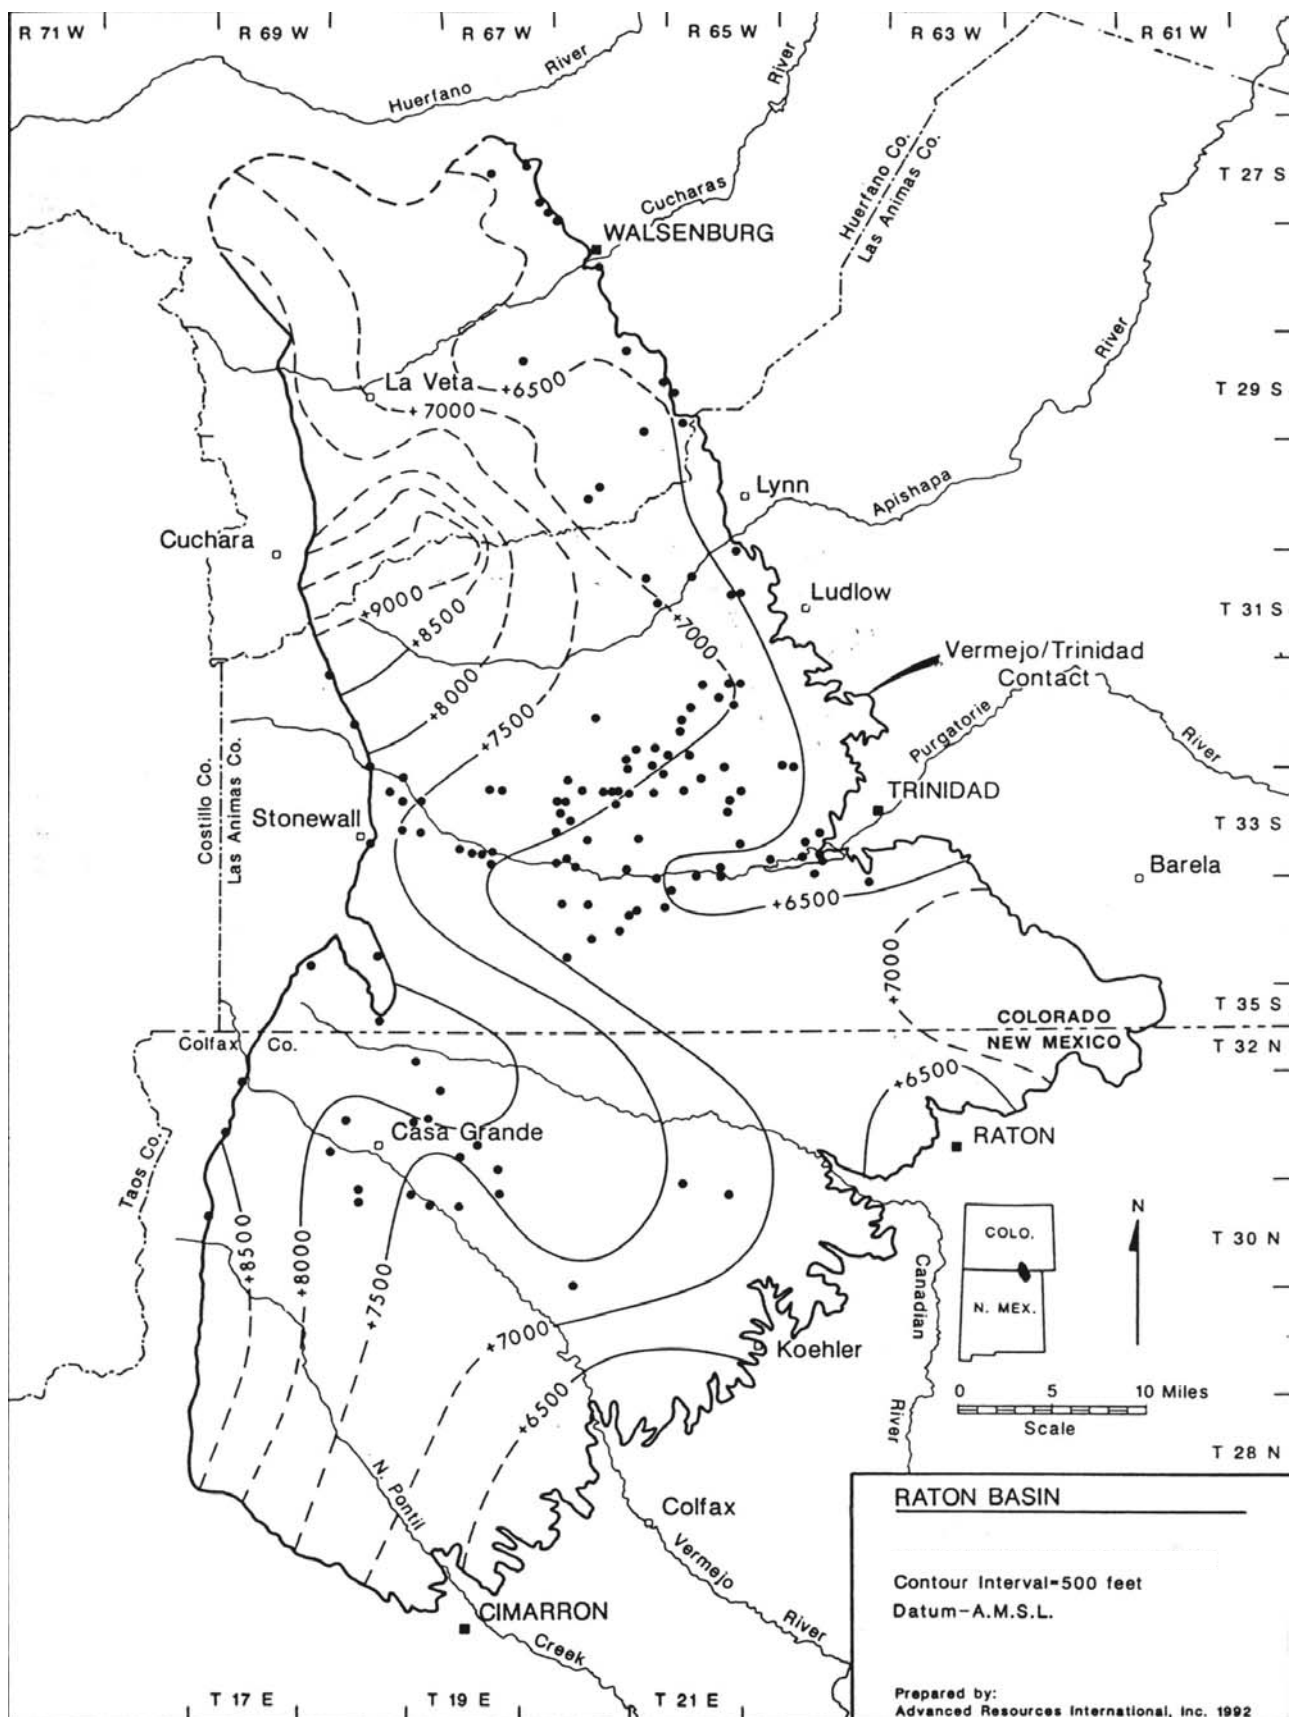 R 71 W
R 69 W
R 67 W
R 65 W
R 63 W
R 61 W
Huerfano River
River
Cucharas
Huerfano Co.
Las Animas Co.
T 27 S
WALSENBURG
River
La Veta
+6500
+7000
T 29 S
Lynn
Apishapa
Cuchara
Ludlow
+9000
+8500
+7000
T 31 S
Vermejo/Trinidad
Contact
+8000
+7500
Purgatorie
River
Costillo Co.
Las Animas Co.
Stonewall
TRINIDAD
T 33 S
Barela
+6500
+7000
T 35 S
COLORADO
NEW MEXICO
Colfax Co.
T 32 N
+6500
Taos Co.
Casa Grande
RATON
N
COLO.
N. MEX.
T 30 N
+8500
+8000
+7500
+7000
Canadian
River
Koehler
0 5 10 Miles
Scale
+6500
T 28 N
N. Pontil
Creek
Colfax
Vermejo
River
CIMARRON
RATON BASIN
Contour Interval=500 feet
Datum-A.M.S.L.
T 17 E
T 19 E
T 21 E
Prepared by:
Advanced Resources International, Inc. 1992